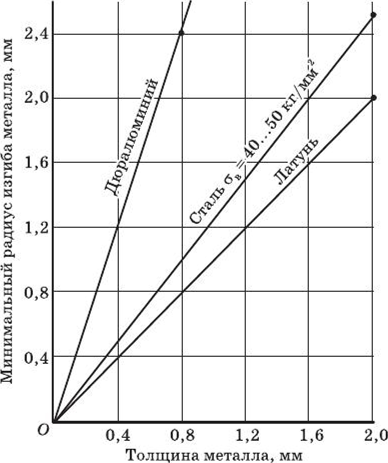 Минимальный радиус изгиба металла, мм
2,4
2,0
1,6
1,2
0,8
0,4
O
0,4
0,8
1,2
1,6
2,0
Толщина металла, мм
Дюралюминий
Сталь σв = 40...50 кг/мм²
Латунь